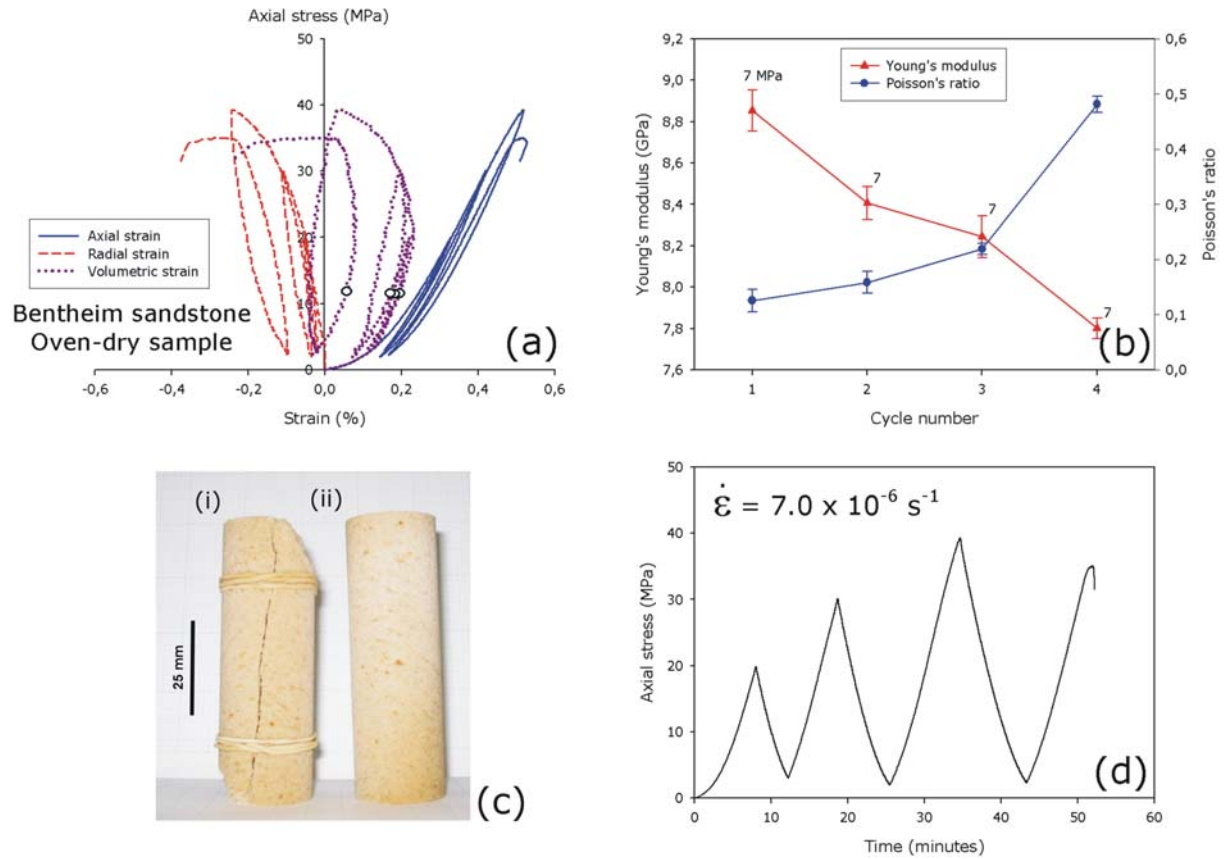 Axial stress (MPa)
50
40
30
20
10
0
-0,6 -0,4 -0,2 0,0 0,2 0,4 0,6
Strain (%)
Axial strain
Radial strain
Volumetric strain
Bentheim sandstone
Oven-dry sample
(a)
9,2
9,0
8,8
8,6
8,4
8,2
8,0
7,8
7,6
Young's modulus (GPa)
7 MPa
7
7
7
Young's modulus
Poisson's ratio
0,6
0,5
0,4
0,3
0,2
0,1
0,0
Poisson's ratio
(b)
1 2 3 4
Cycle number
(i) (ii)
25 mm
(c)
50
40
30
20
10
0
Axial stress (MPa)
ε̇ = 7.0 x 10⁻⁶ s⁻¹
(d)
0 10 20 30 40 50 60
Time (minutes)